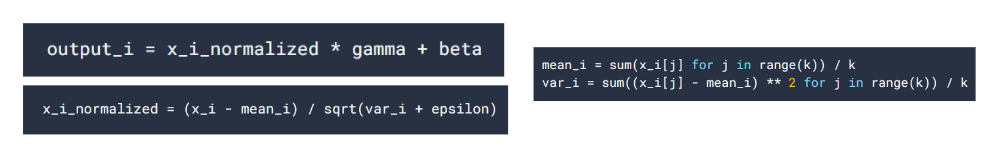 output_i = x_i_normalized * gamma + beta
x_i_normalized = (x_i - mean_i) / sqrt(var_i + epsilon)
mean_i = sum(x_i[j] for j in range(k)) / k
var_i = sum((x_i[j] - mean_i) ** 2 for j in range(k)) / k